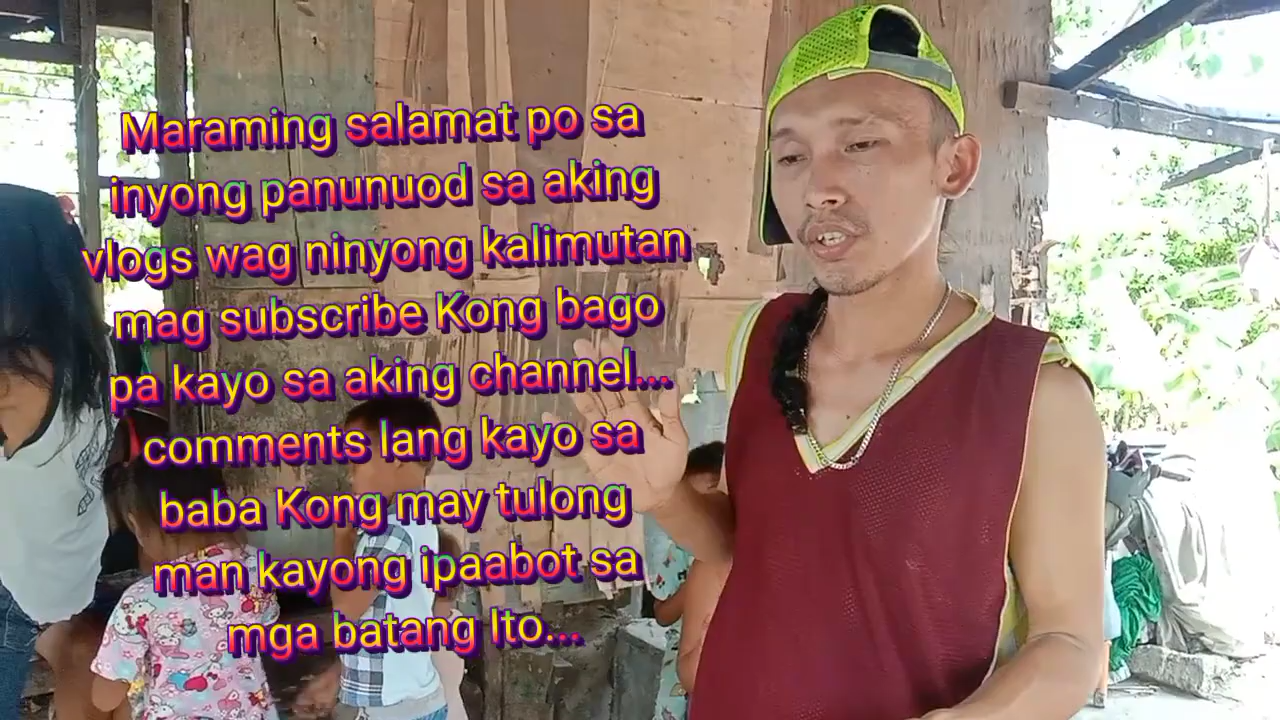 Maraming salamat po sa
inyong panunuod sa aking
vlogs wag ninyong kalimutan
mag subscribe Kong bago
pa kayo sa aking channel...
comments lang kayo sa
baba Kong may tulong
man kayong ipaabot sa
mga batang Ito...